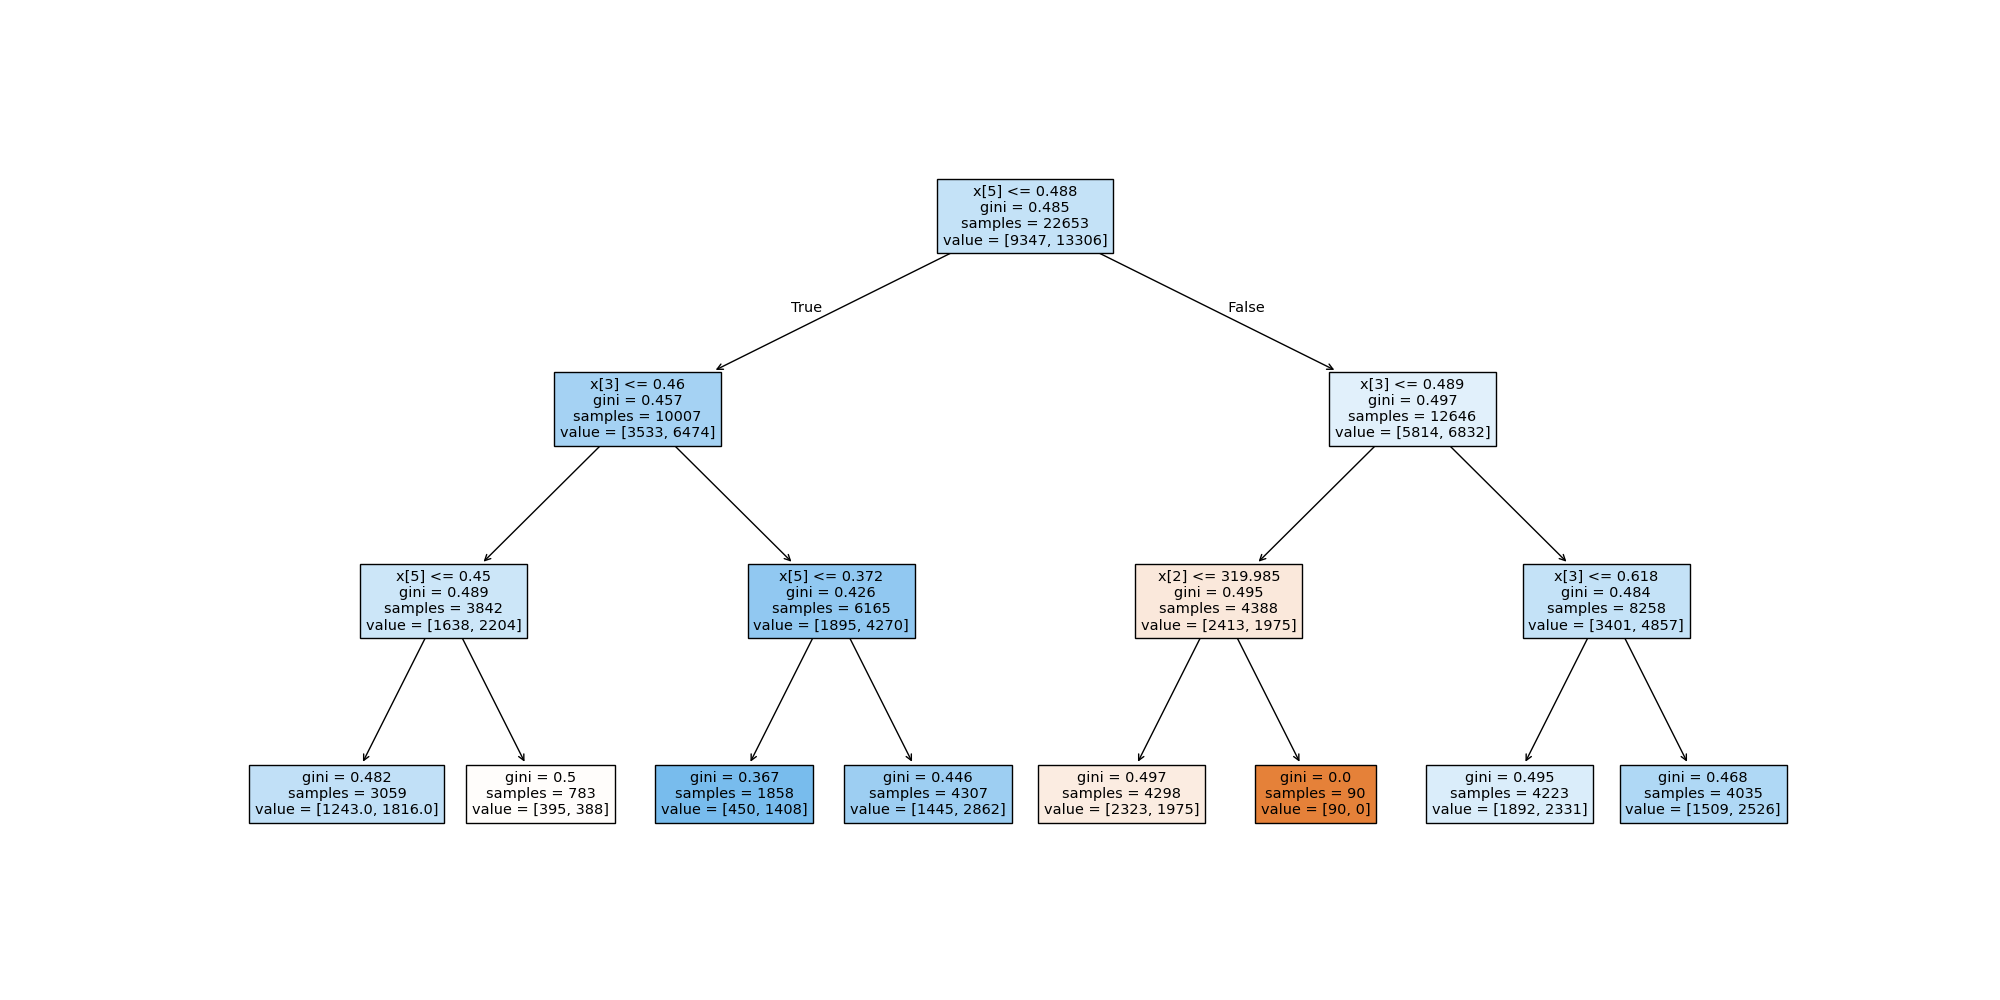 x[5] <= 0.488
gini = 0.485
samples = 22653
value = [9347, 13306]
True
False
x[3] <= 0.46
gini = 0.457
samples = 10007
value = [3533, 6474]
x[3] <= 0.489
gini = 0.497
samples = 12646
value = [5814, 6832]
x[5] <= 0.45
gini = 0.489
samples = 3842
value = [1638, 2204]
x[5] <= 0.372
gini = 0.426
samples = 6165
value = [1895, 4270]
x[2] <= 319.985
gini = 0.495
samples = 4388
value = [2413, 1975]
x[3] <= 0.618
gini = 0.484
samples = 8258
value = [3401, 4857]
gini = 0.482
samples = 3059
value = [1243.0, 1816.0]
gini = 0.5
samples = 783
value = [395, 388]
gini = 0.367
samples = 1858
value = [450, 1408]
gini = 0.446
samples = 4307
value = [1445, 2862]
gini = 0.497
samples = 4298
value = [2323, 1975]
gini = 0.0
samples = 90
value = [90, 0]
gini = 0.495
samples = 4223
value = [1892, 2331]
gini = 0.468
samples = 4035
value = [1509, 2526]